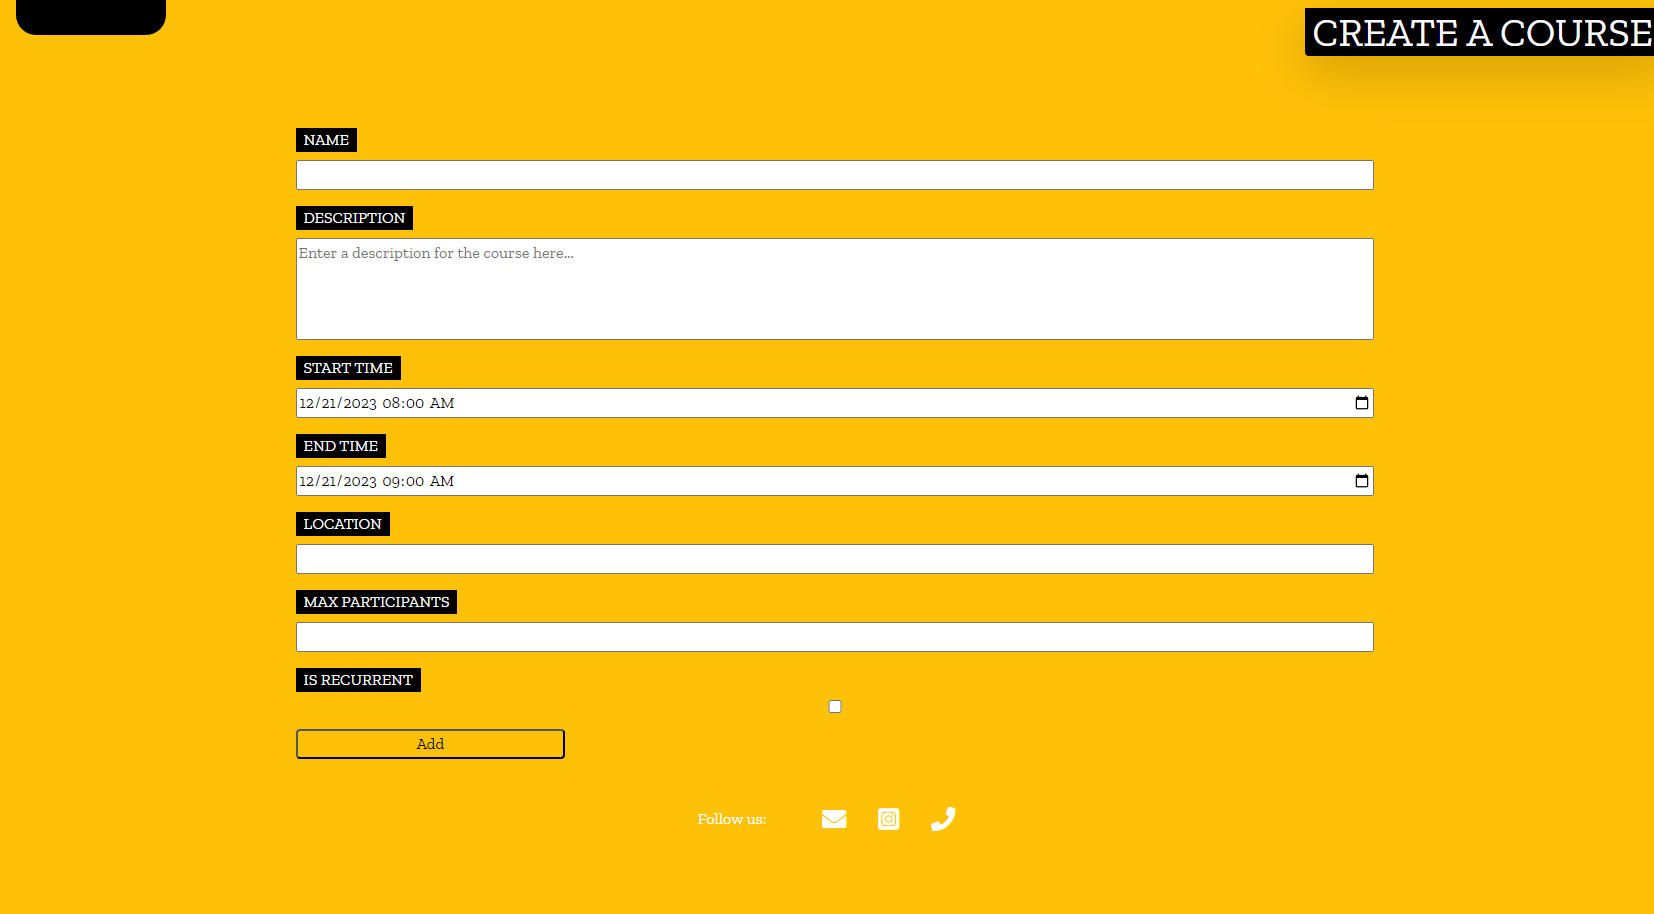 CREATE A COURSE
NAME
DESCRIPTION
Enter a description for the course here...
START TIME
12/21/2023 08:00 AM
END TIME
12/21/2023 09:00 AM
LOCATION
MAX PARTICIPANTS
IS RECURRENT
Add
Follow us: